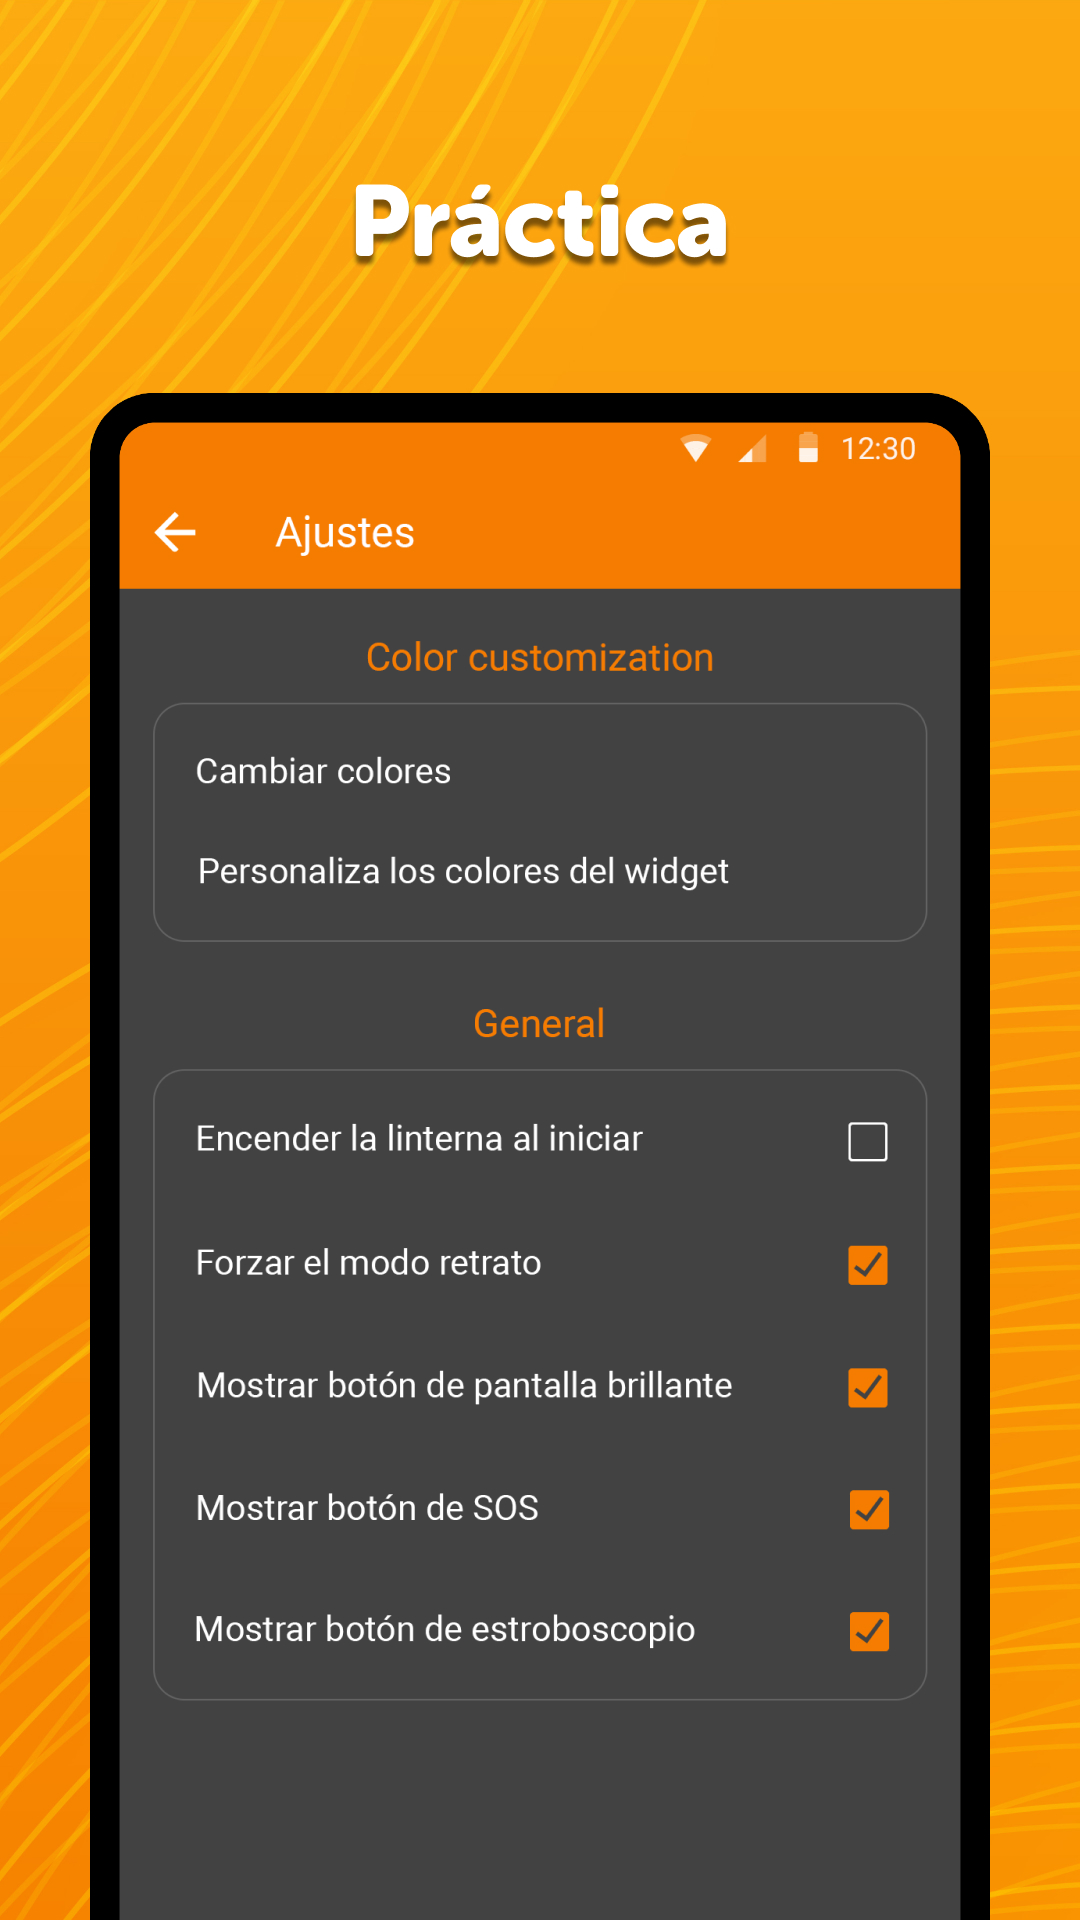 Práctica
12:30
Ajustes
Color customization
Cambiar colores
Personaliza los colores del widget
General
Encender la linterna al iniciar
Forzar el modo retrato
Mostrar botón de pantalla brillante
Mostrar botón de SOS
Mostrar botón de estroboscopio